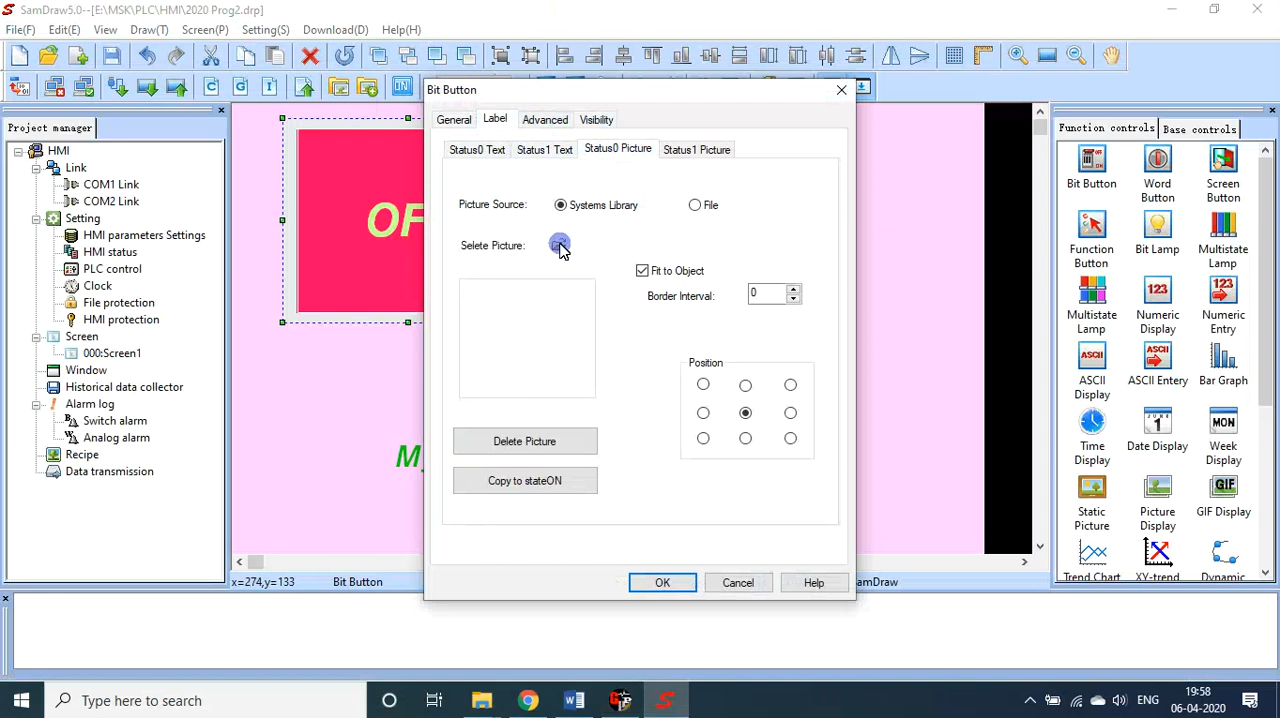 SamDraw5.0--[E:\MSK\PLC\HMI\2020 Prog2.drp]
File(F) Edit(E) View Draw(T) Screen(P) Setting(S) Download(D) Help(H)
C G I ON
Project manager
HMI
Link
COM1 Link
COM2 Link
Setting
HMI parameters Settings
HMI status
PLC control
Clock
File protection
HMI protection
Screen
000:Screen1
Window
Historical data collector
Alarm log
Switch alarm
Analog alarm
Recipe
Data transmission
OF
M
Bit Button
General Label Advanced Visibility
Status0 Text Status1 Text Status0 Picture Status1 Picture
Picture Source: Systems Library File
Selete Picture:
Fit to Object
Border Interval: 0
Position
Delete Picture
Copy to stateON
OK Cancel Help
x=274,y=133 Bit Button amDraw
Function controls Base controls
Bit Button
Word Button
Screen Button
Function Button
Bit Lamp
Multistate Lamp
Multistate Lamp
123
Numeric Display
123
Numeric Entry
ASCII
ASCII Display
ASCII
ASCII Entery
Bar Graph
Time Display
1
Date Display
MON
Week Display
Static Picture
Picture Display
GIF
GIF Display
Trend Chart
XY-trend
Dynamic
Type here to search
ENG
19:58
06-04-2020